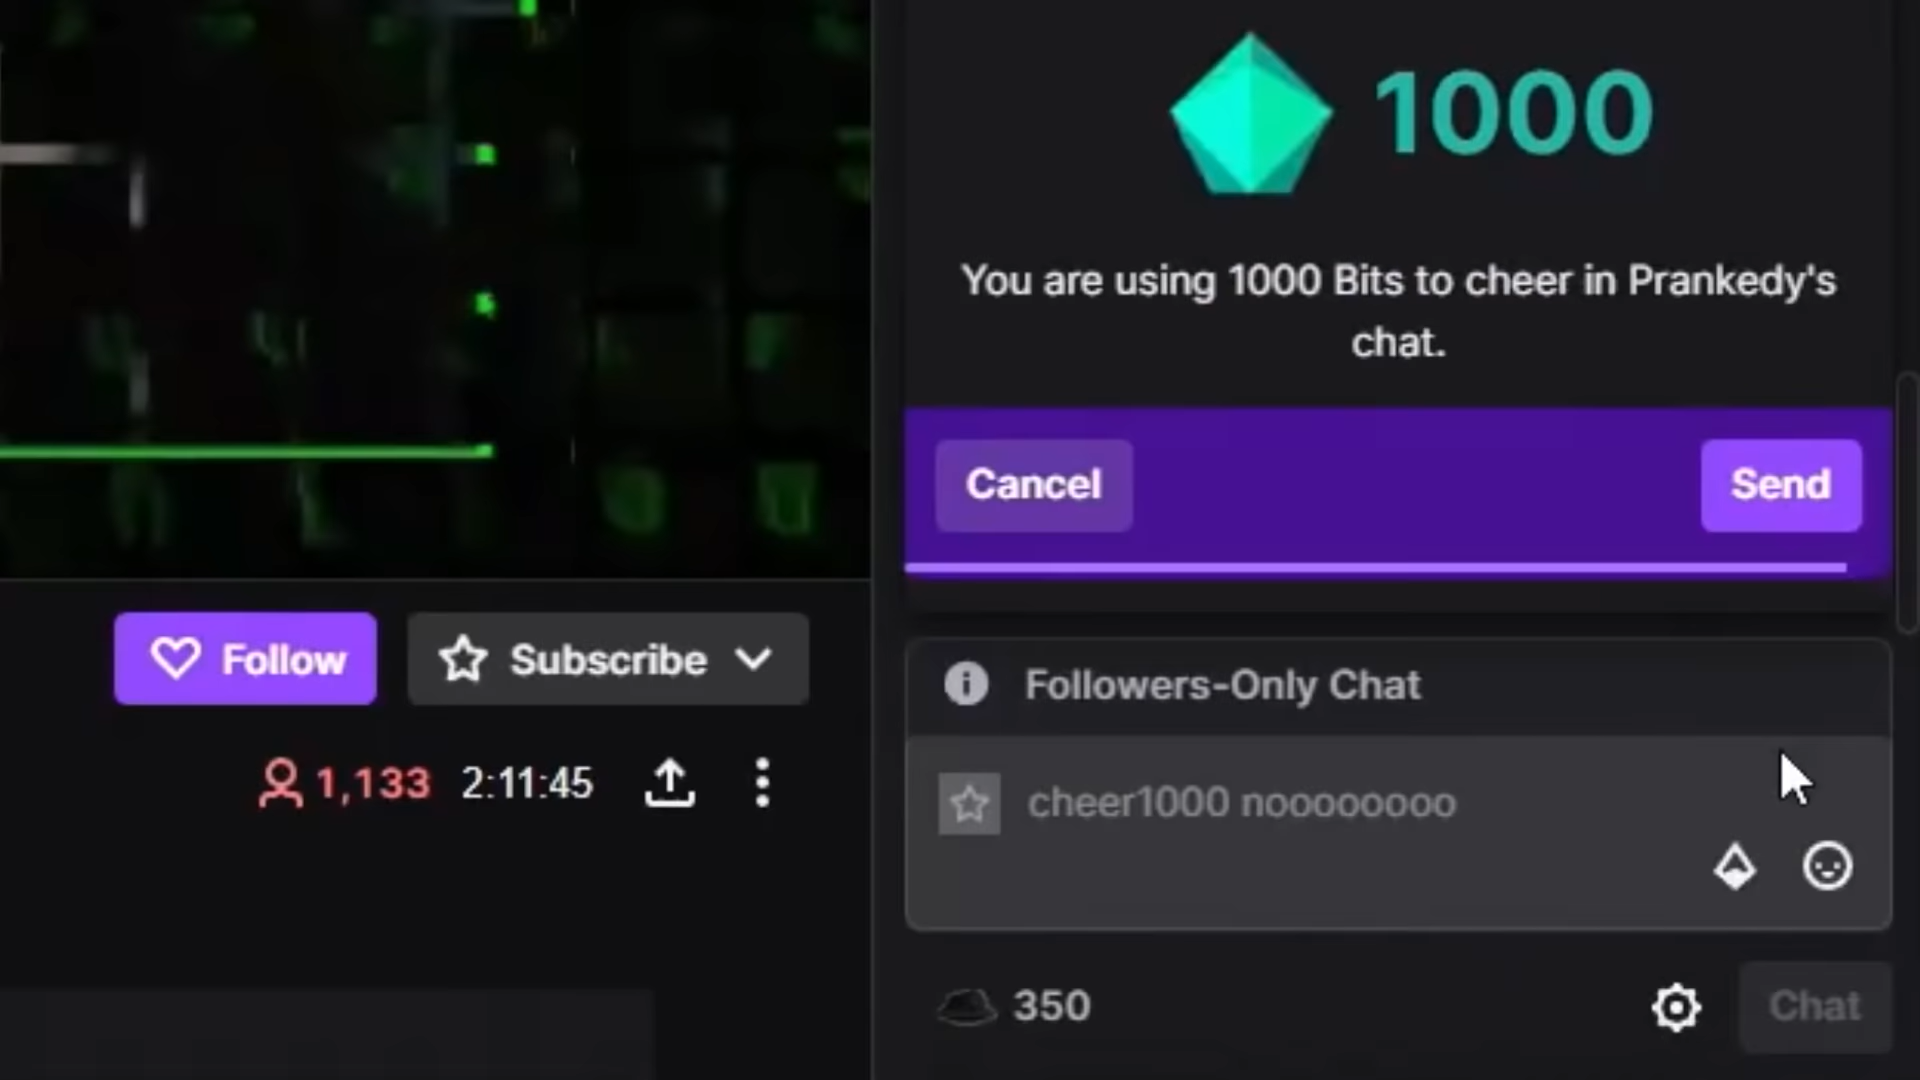 1000
You are using 1000 Bits to cheer in Prankedy's
chat.
Cancel
Send
Follow
Subscribe
Followers-Only Chat
1,133
2:11:45
cheer1000 noooooooo
350
Chat